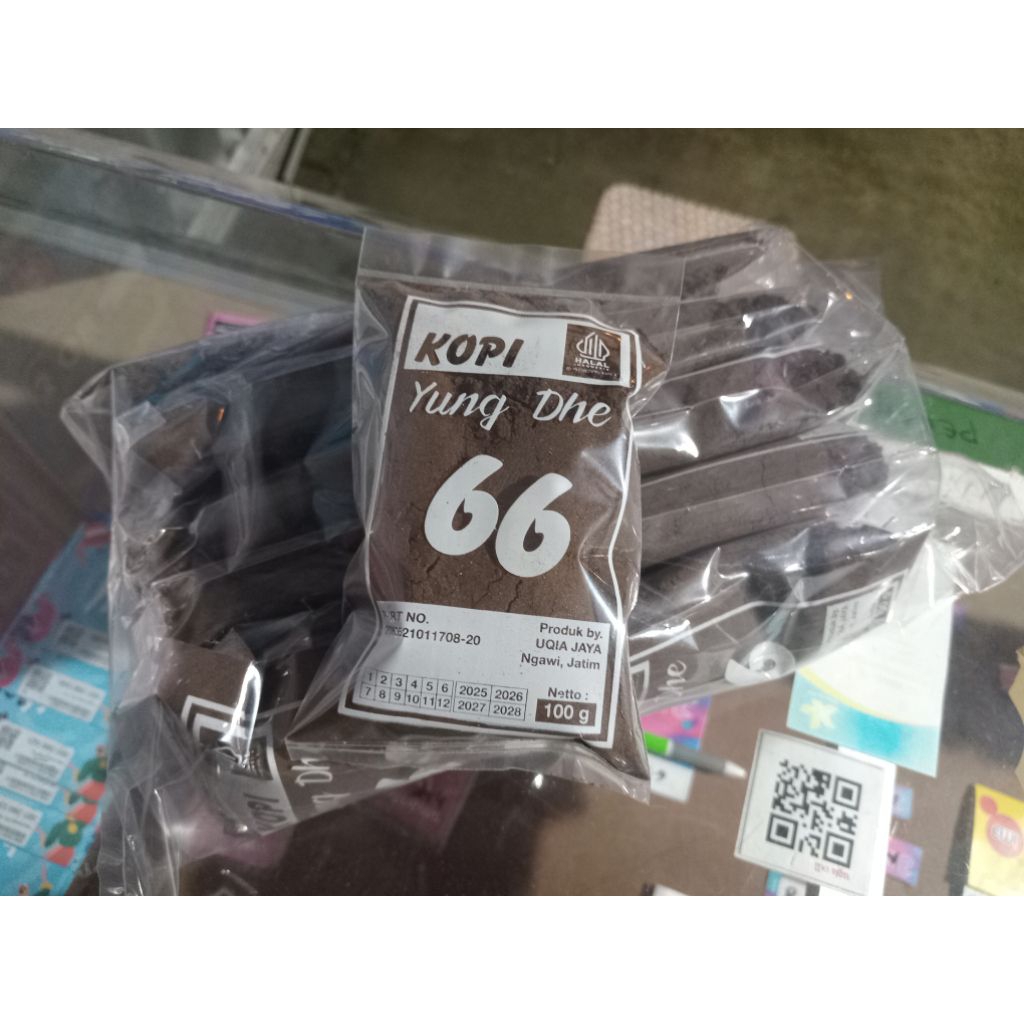 KOPI
HALAL
INDONESIA
Yung Dhe
66
P.IRT NO.
Produk by.
UQIA JAYA
Ngawi, Jatim
1 2 3 4 5 6 2025 2026
7 8 9 10 11 12 2027 2028
Netto :
100 g